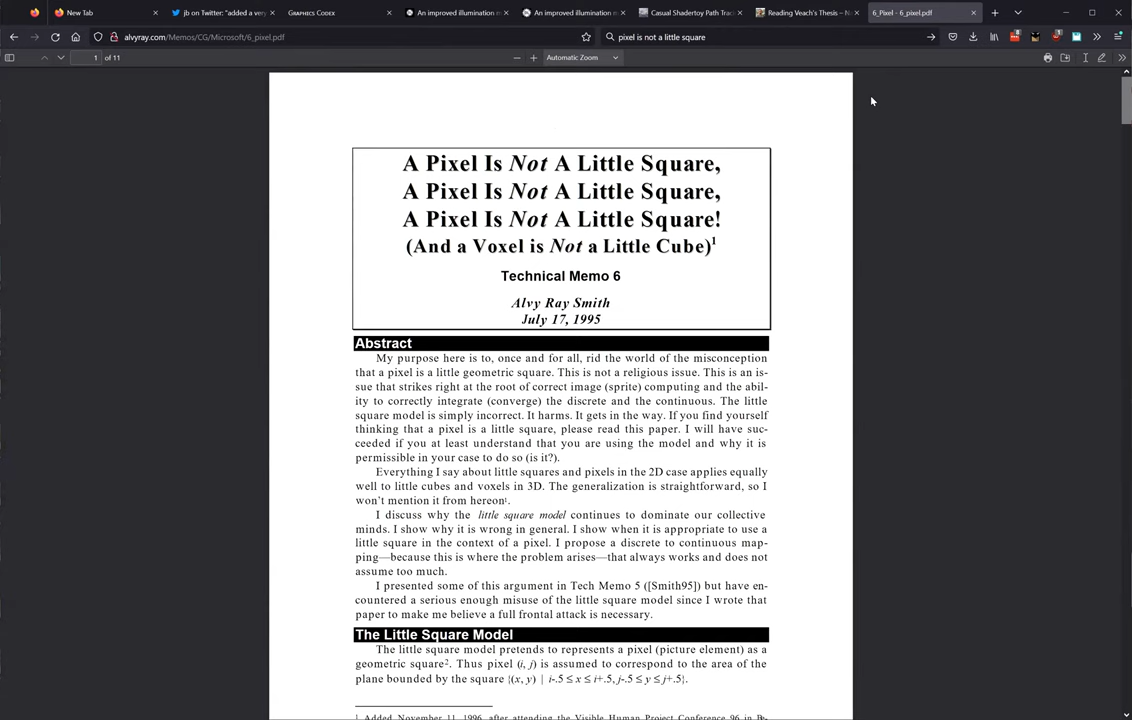 New Tab
jb on Twitter: "added a very
GRAPHICS CODEX
An improved illumination m
An improved illumination m
Casual Shadertoy Path Trac
Reading Veach's Thesis – N
6_Pixel - 6_pixel.pdf
alvyray.com/Memos/CG/Microsoft/6_pixel.pdf
pixel is not a little square
1 of 11
Automatic Zoom
A Pixel Is Not A Little Square,
A Pixel Is Not A Little Square,
A Pixel Is Not A Little Square!
(And a Voxel is Not a Little Cube)1
Technical Memo 6
Alvy Ray Smith
July 17, 1995
Abstract
My purpose here is to, once and for all, rid the world of the misconception
that a pixel is a little geometric square. This is not a religious issue. This is an is-
sue that strikes right at the root of correct image (sprite) computing and the abil-
ity to correctly integrate (converge) the discrete and the continuous. The little
square model is simply incorrect. It harms. It gets in the way. If you find yourself
thinking that a pixel is a little square, please read this paper. I will have suc-
ceeded if you at least understand that you are using the model and why it is
permissible in your case to do so (is it?).
Everything I say about little squares and pixels in the 2D case applies equally
well to little cubes and voxels in 3D. The generalization is straightforward, so I
won't mention it from hereon1.
I discuss why the little square model continues to dominate our collective
minds. I show why it is wrong in general. I show when it is appropriate to use a
little square in the context of a pixel. I propose a discrete to continuous map-
ping—because this is where the problem arises—that always works and does not
assume too much.
I presented some of this argument in Tech Memo 5 ([Smith95]) but have en-
countered a serious enough misuse of the little square model since I wrote that
paper to make me believe a full frontal attack is necessary.
The Little Square Model
The little square model pretends to represents a pixel (picture element) as a
geometric square2. Thus pixel (i, j) is assumed to correspond to the area of the
plane bounded by the square {(x, y) | i-.5 ≤ x ≤ i+.5, j-.5 ≤ y ≤ j+.5}.
1 Added November 11, 1996, after attending the Visible Human Project Conference 96 in Be-